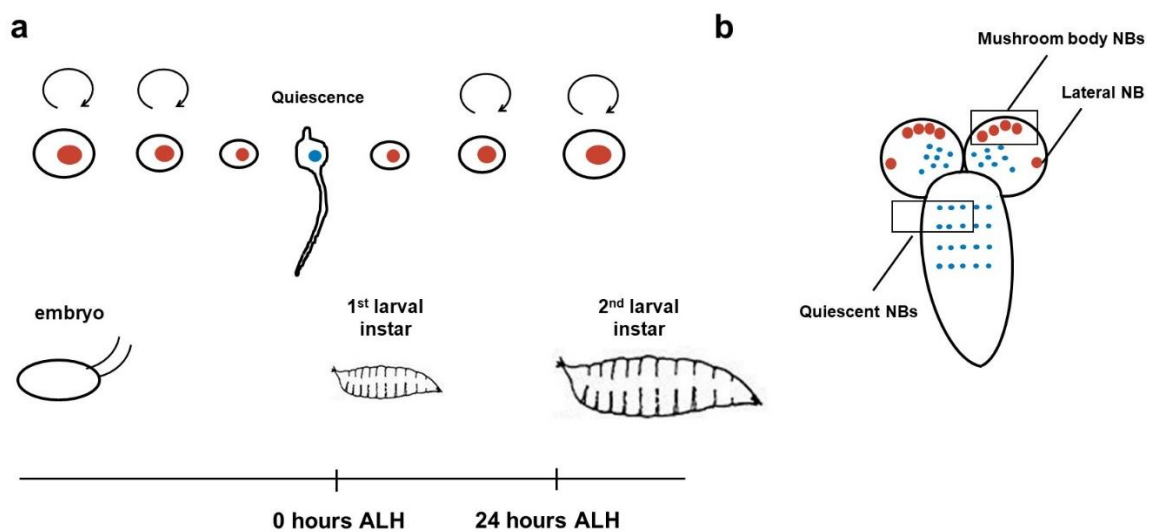 a
Quiescence
embryo
1st larval
instar
2nd larval
instar
0 hours ALH
24 hours ALH
b
Mushroom body NBs
Lateral NB
Quiescent NBs